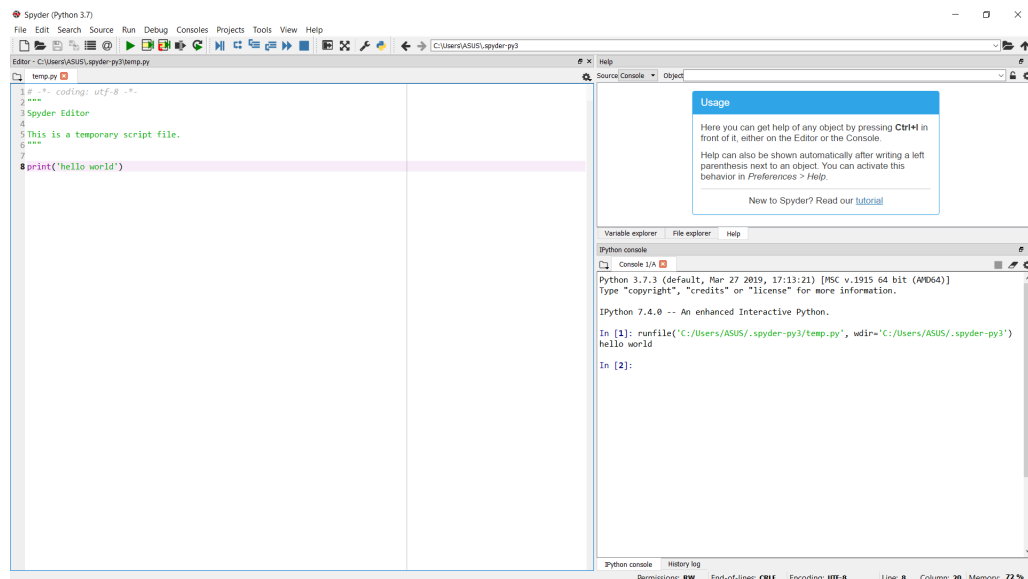 Spyder (Python 3.7)
File Edit Search Source Run Debug Consoles Projects Tools View Help
C:\Users\ASUS\.spyder-py3
Editor - C:\Users\ASUS\.spyder-py3\temp.py
temp.py
1 # -*- coding: utf-8 -*-
2 """
3 Spyder Editor
4
5 This is a temporary script file.
6 """
7
8 print('hello world')
Help
Source Console Object
Usage
Here you can get help of any object by pressing Ctrl+I in
front of it, either on the Editor or the Console.
Help can also be shown automatically after writing a left
parenthesis next to an object. You can activate this
behavior in Preferences > Help.
New to Spyder? Read our tutorial
Variable explorer File explorer Help
IPython console
Console 1/A
Python 3.7.3 (default, Mar 27 2019, 17:13:21) [MSC v.1915 64 bit (AMD64)]
Type "copyright", "credits" or "license" for more information.
IPython 7.4.0 -- An enhanced Interactive Python.
In [1]: runfile('C:/Users/ASUS/.spyder-py3/temp.py', wdir='C:/Users/ASUS/.spyder-py3')
hello world
In [2]:
IPython console History log
Permissions: RW End-of-lines: CRLF Encoding: UTF-8 Line: 8 Column: 20 Memory: 72 %